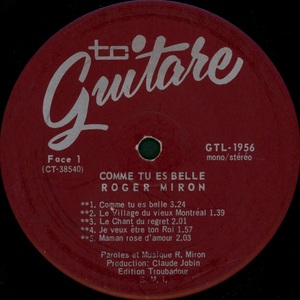 tc
Guitare
Face 1
(CT-38540)
GTL-1956
mono/stéréo
COMME TU ES BELLE
ROGER MIRON
**1. Comme tu es belle 3.24
**2. Le Village du vieux Montréal 1.39
**3. Le Chant du regret 2.01
**4. Je veux être ton Roi 1.57
**5. Maman rose d'amour 2.03
Paroles et Musique R. Miron
Production: Claude Jobin
Edition Troubadour
B. M. I.